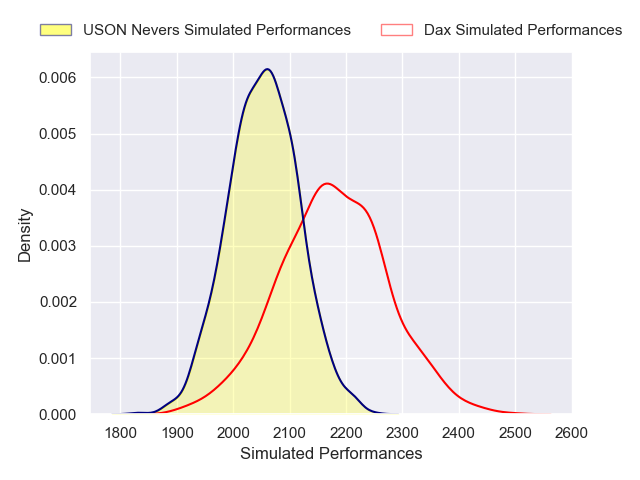 USON Nevers Simulated Performances Dax Simulated Performances
0.006
0.005
0.004
0.003
0.002
0.001
0.000
Density
1800 1900 2000 2100 2200 2300 2400 2500 2600
Simulated Performances